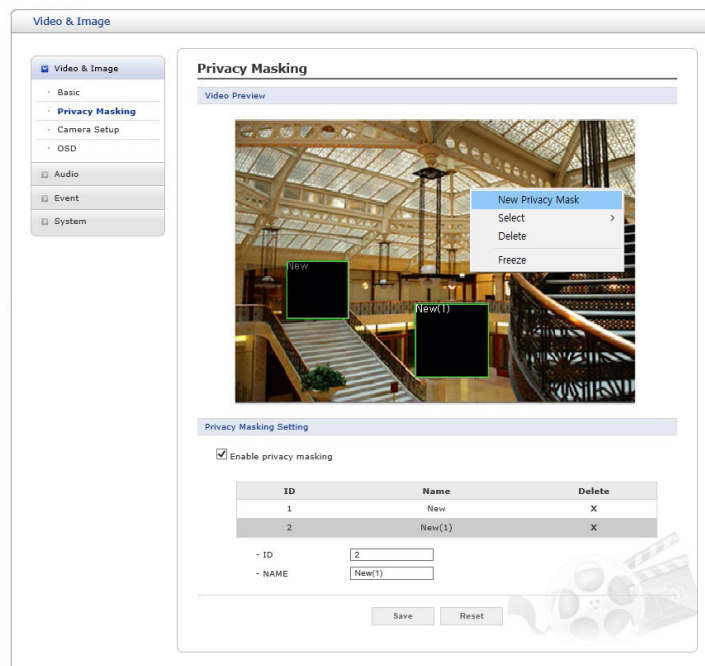 Video & Image
Video & Image
· Basic
· Privacy Masking
· Camera Setup
· OSD
Audio
Event
System
Privacy Masking
Video Preview
New Privacy Mask
Select >
Delete
Freeze
New
New(1)
Privacy Masking Setting
Enable privacy masking
ID Name Delete
1 New X
2 New(1) X
- ID 2
- NAME New(1)
Save Reset